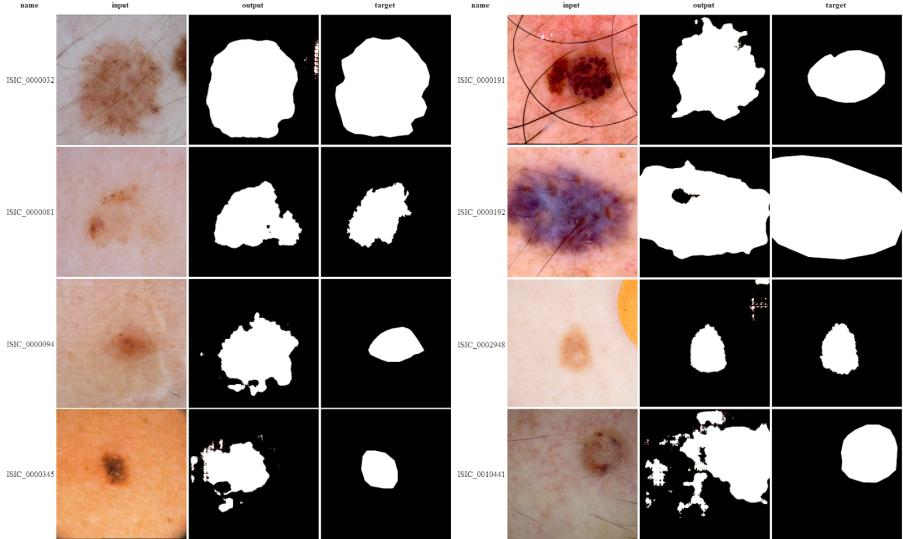 name input output target name input output target
ISIC_0000032 ISIC_0000191
ISIC_0000081 ISIC_0000192
ISIC_0000094 ISIC_0002948
ISIC_0000345 ISIC_0010441